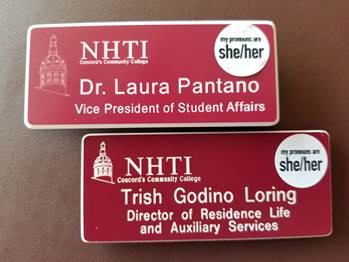 NHTI
Concord's Community College
my pronouns are
she/her
Dr. Laura Pantano
Vice President of Student Affairs
NHTI
Concord's Community College
my pronouns are
she/her
Trish Godino Loring
Director of Residence Life
and Auxiliary Services